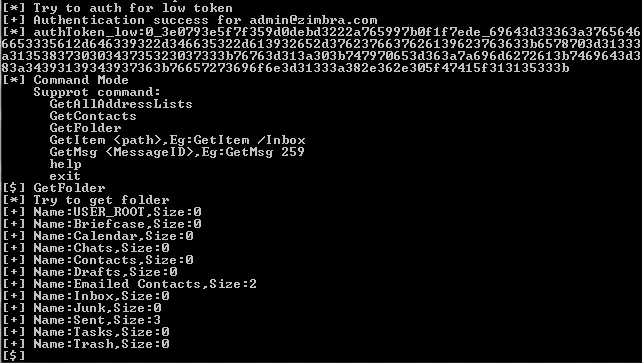 [*] Try to auth for low token
[+] Authentication success for admin@zimbra.com
[*] authToken_low:0_3e0793e5f7f359d0debd3222a765997b0f1f7ede_69643d33363a3765646
6653335612d646339322d346635322d613932652d3762376637626139623763633b6578703d31333
a313538373030343735323037333b76763d313a303b747970653d363a7a696d6272613b7469643d3
83a34393139343937363b76657273696f6e3d31333a382e362e305f47415f313135333b
[*] Command Mode
Supprot command:
GetAllAddressLists
GetContacts
GetFolder
GetItem <path>,Eg:GetItem /Inbox
GetMsg <MessageID>,Eg:GetMsg 259
help
exit
[$] GetFolder
[*] Try to get folder
[+] Name:USER_ROOT,Size:0
[+] Name:Briefcase,Size:0
[+] Name:Calendar,Size:0
[+] Name:Chats,Size:0
[+] Name:Contacts,Size:0
[+] Name:Drafts,Size:0
[+] Name:Emailed Contacts,Size:2
[+] Name:Inbox,Size:0
[+] Name:Junk,Size:0
[+] Name:Sent,Size:3
[+] Name:Tasks,Size:0
[+] Name:Trash,Size:0
[$]